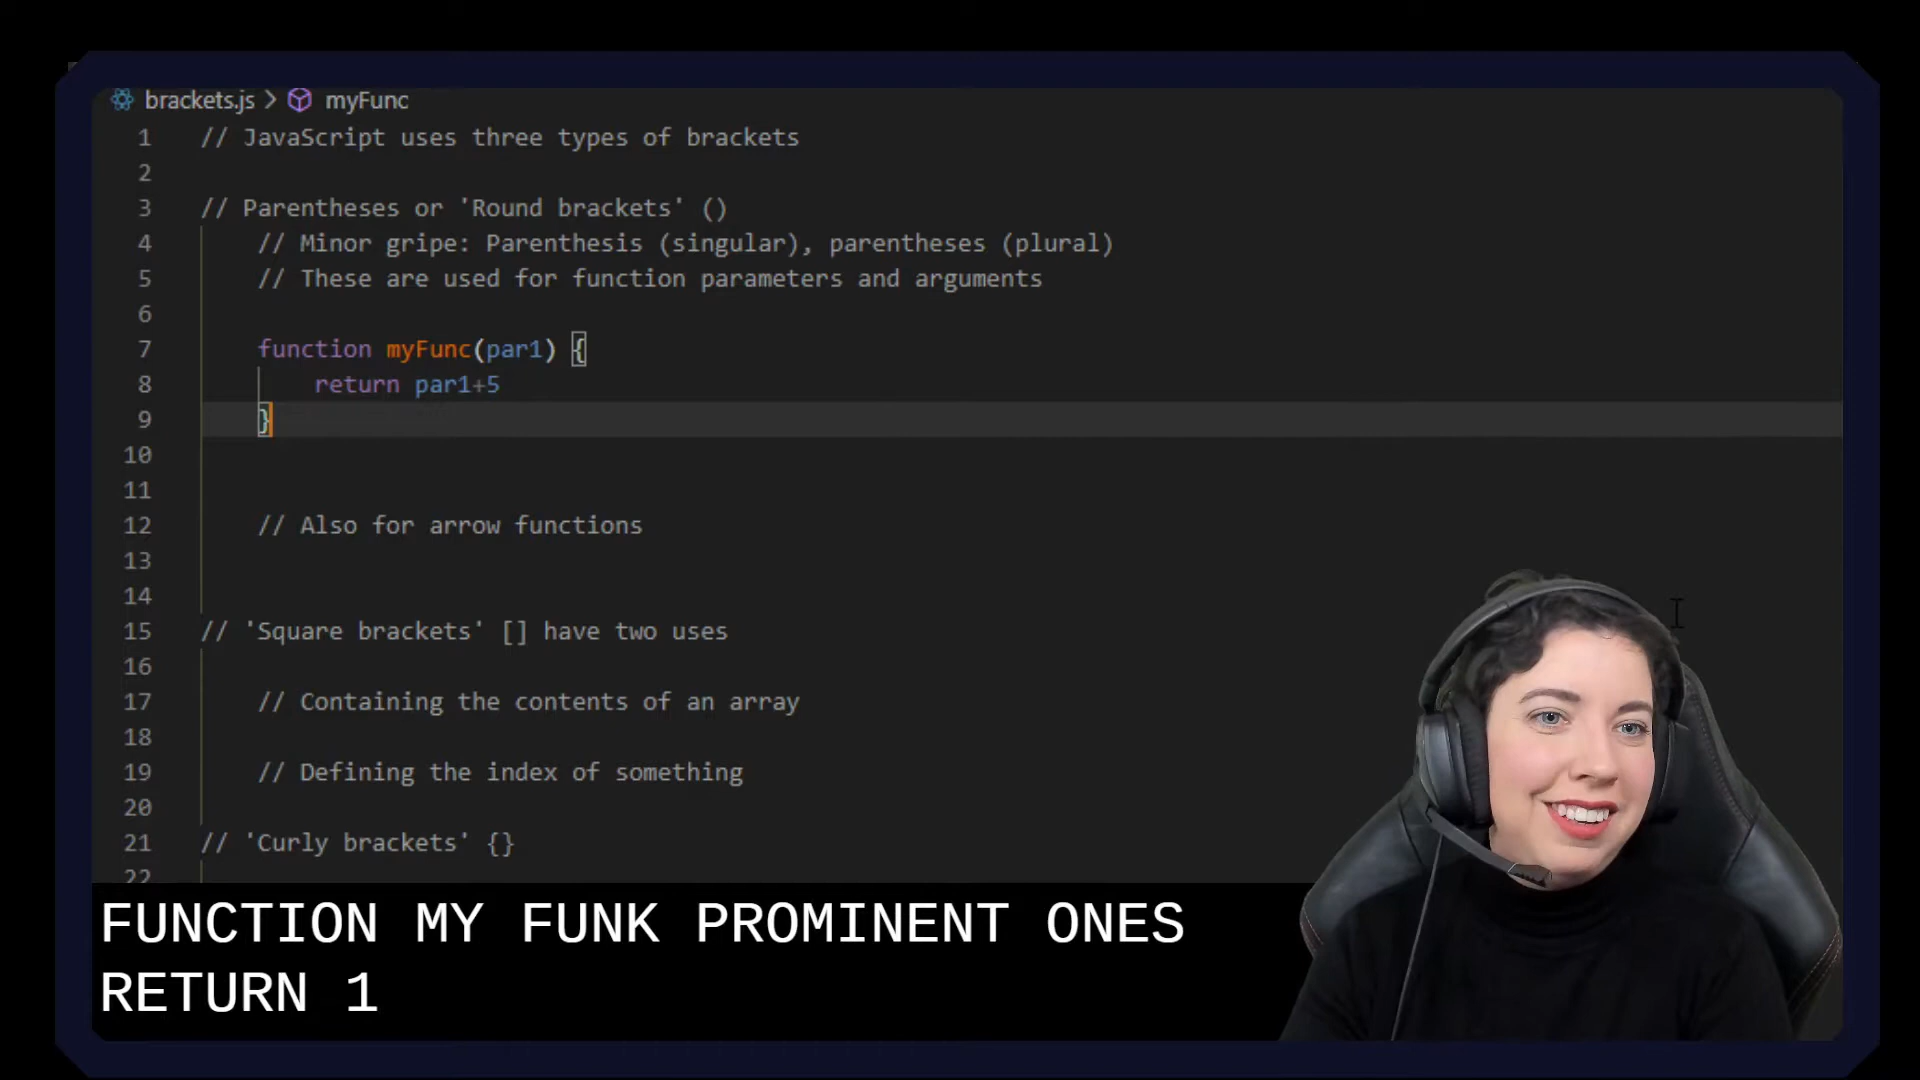 brackets.js > myFunc
1 // JavaScript uses three types of brackets
2
3 // Parentheses or 'Round brackets' ()
4 // Minor gripe: Parenthesis (singular), parentheses (plural)
5 // These are used for function parameters and arguments
6
7 function myFunc(par1) {
8 return par1+5
9 }
10
11
12 // Also for arrow functions
13
14
15 // 'Square brackets' [] have two uses
16
17 // Containing the contents of an array
18
19 // Defining the index of something
20
21 // 'Curly brackets' {}
22
FUNCTION MY FUNK PROMINENT ONES
RETURN 1